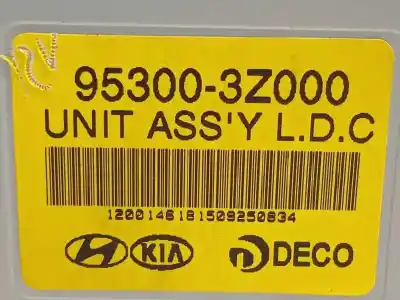 95300-3Z000
UNIT ASS'Y L.D.C
1200146181509250834
KIA DECO